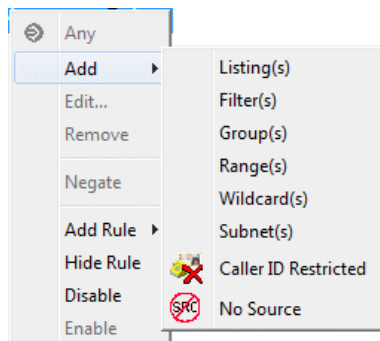 Any
Add
Edit...
Remove
Negate
Add Rule
Hide Rule
Disable
Enable
Listing(s)
Filter(s)
Group(s)
Range(s)
Wildcard(s)
Subnet(s)
Caller ID Restricted
SRC
No Source